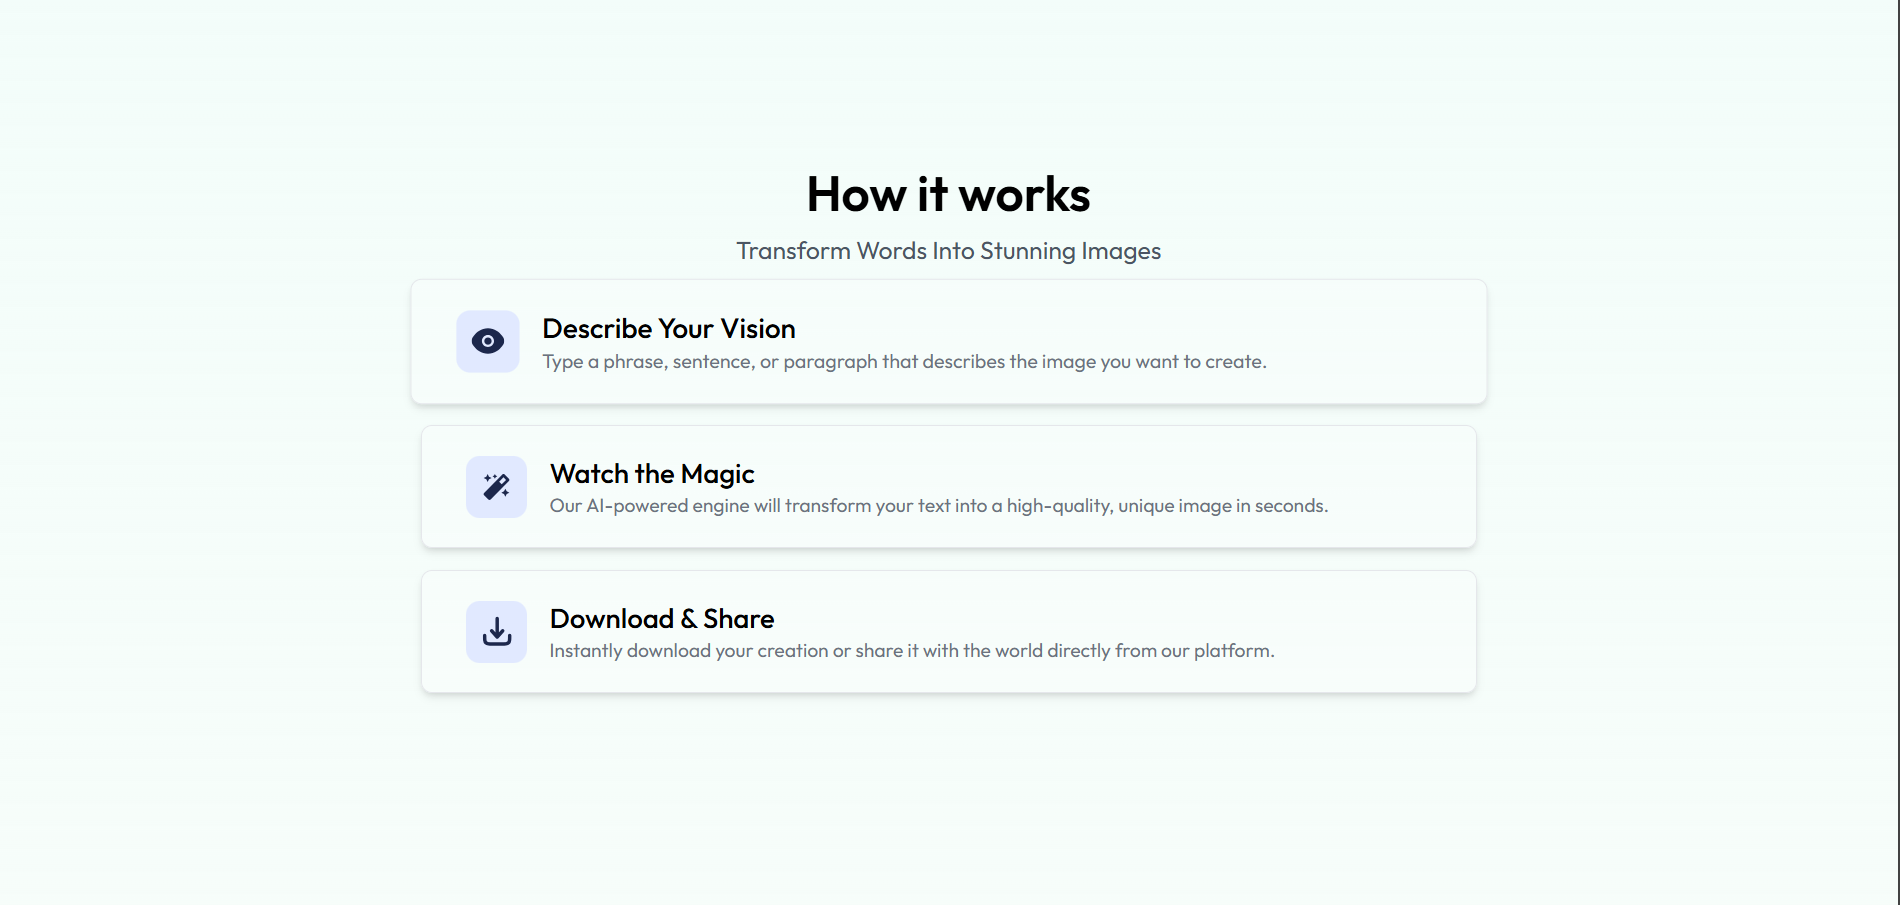 How it works
Transform Words Into Stunning Images
Describe Your Vision
Type a phrase, sentence, or paragraph that describes the image you want to create.
Watch the Magic
Our AI-powered engine will transform your text into a high-quality, unique image in seconds.
Download & Share
Instantly download your creation or share it with the world directly from our platform.